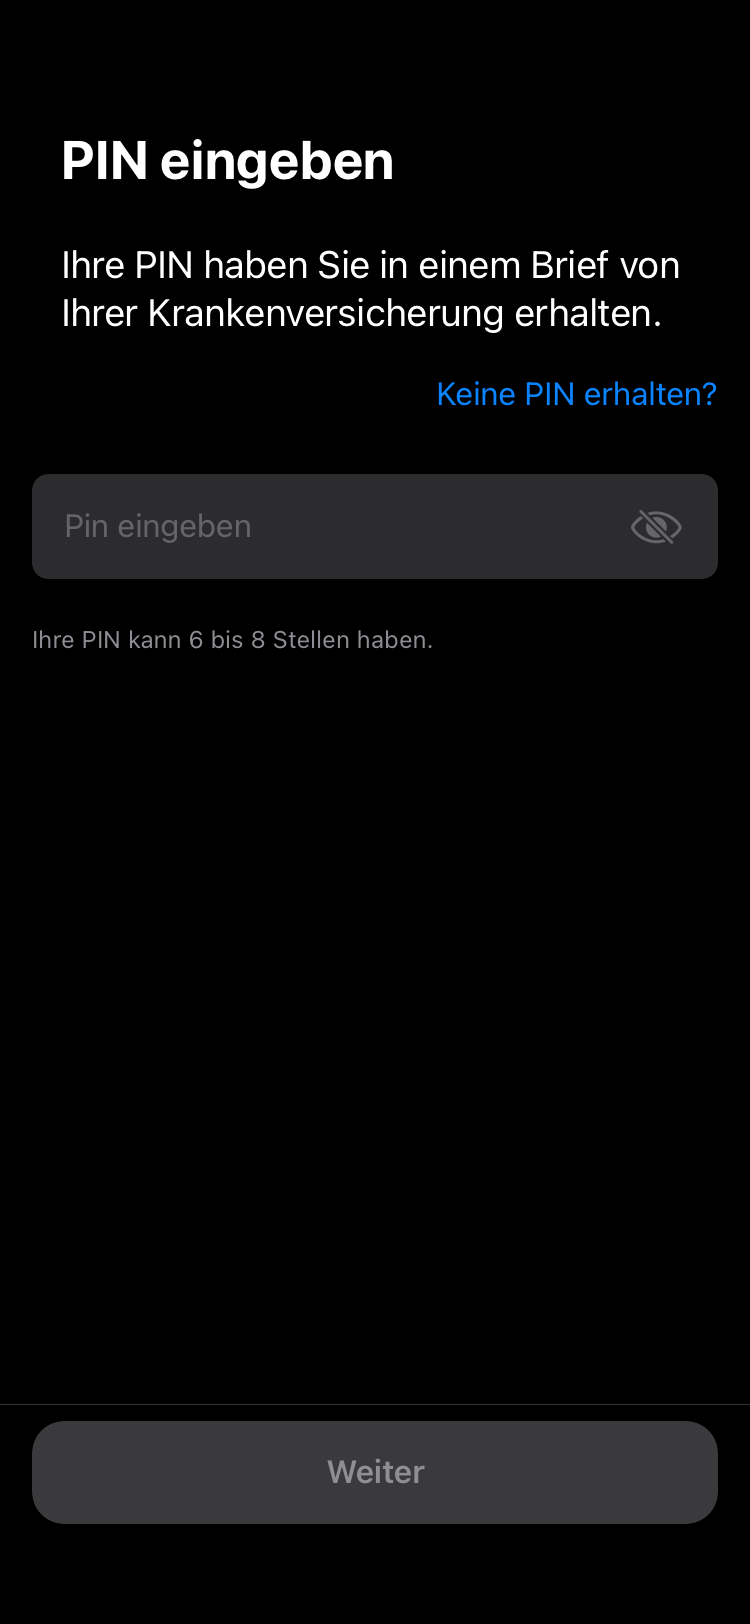 PIN eingeben
Ihre PIN haben Sie in einem Brief von
Ihrer Krankenversicherung erhalten.
Keine PIN erhalten?
Pin eingeben
Ihre PIN kann 6 bis 8 Stellen haben.
Weiter